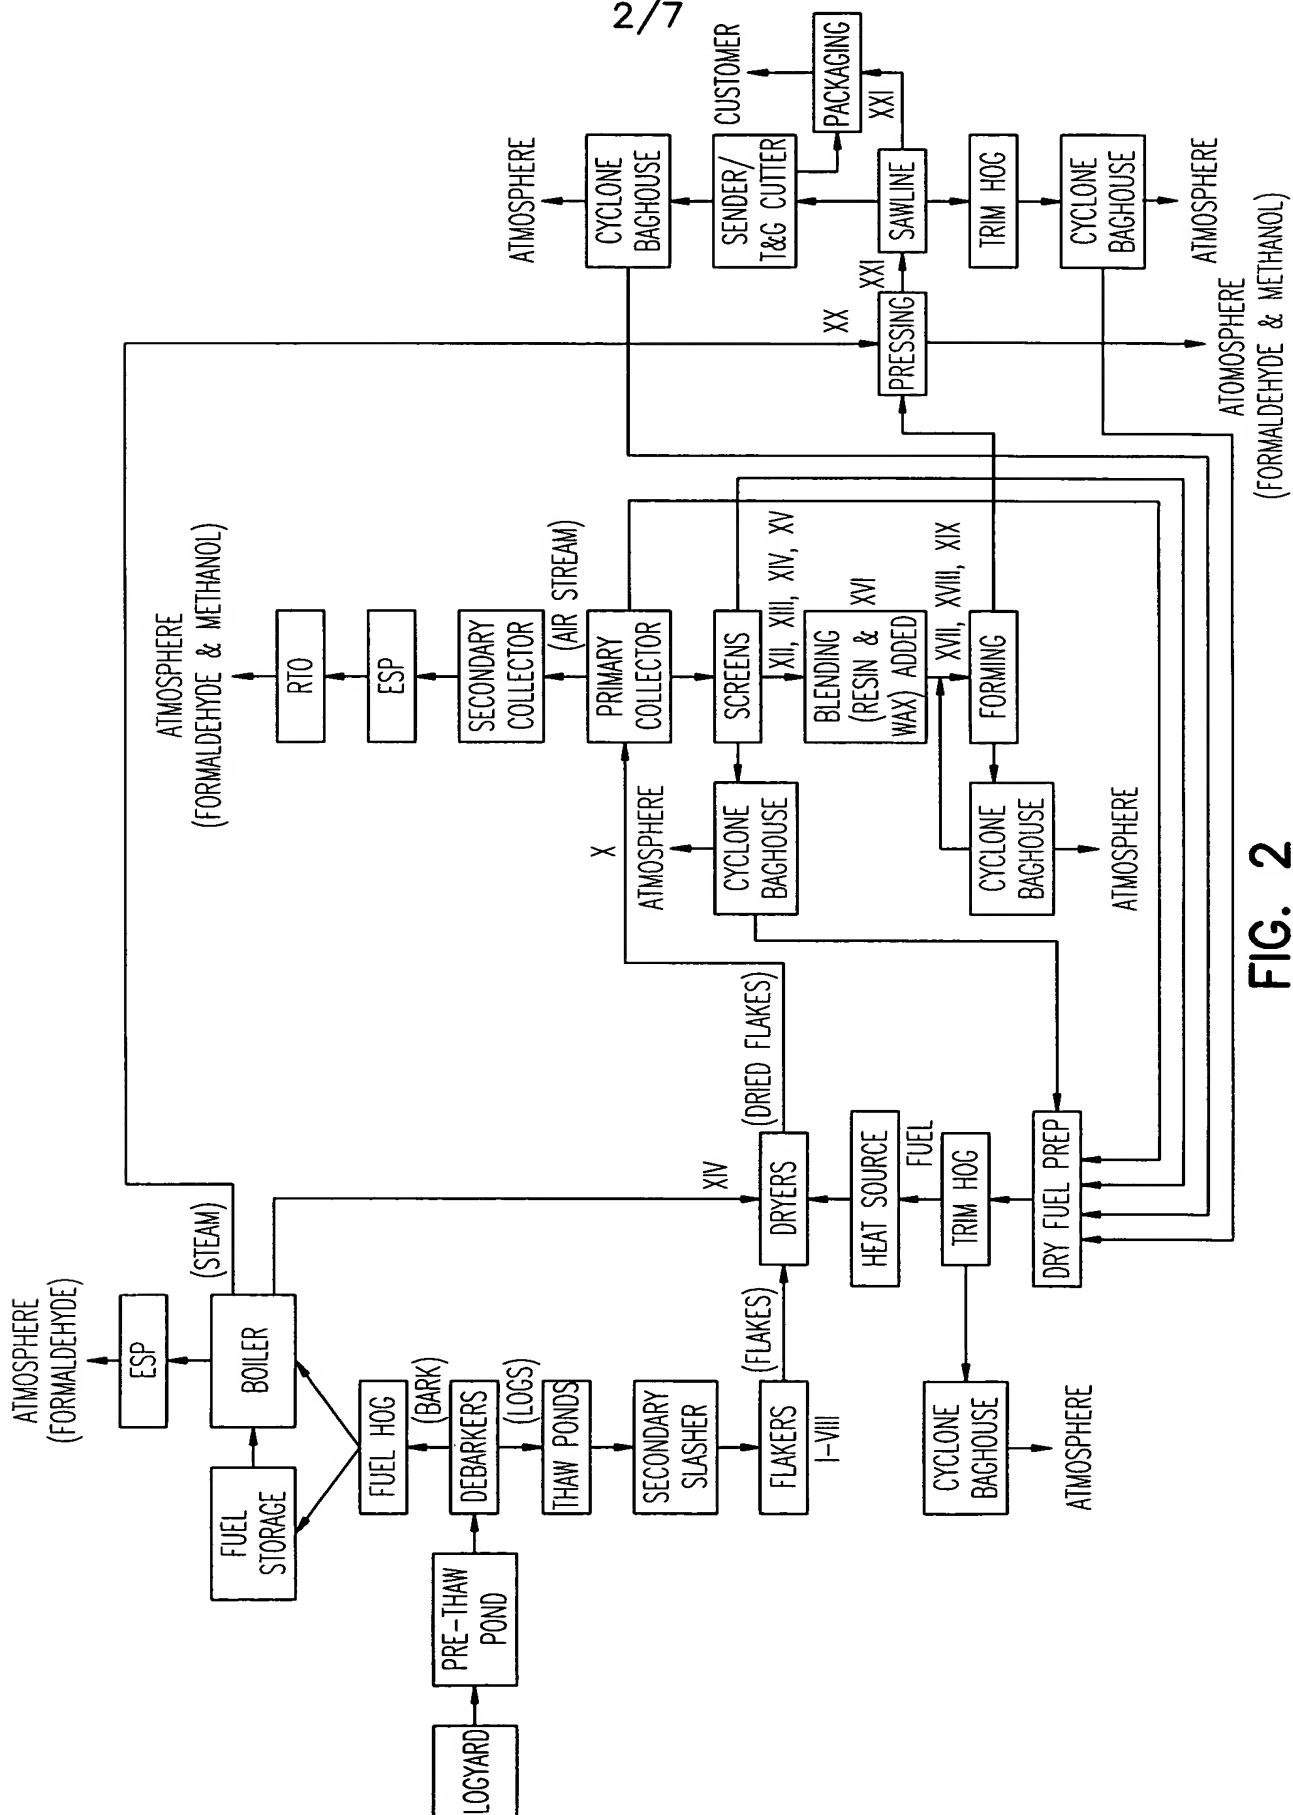 2/7
ATMOSPHERE
(FORMALDEHYDE)
ESP
BOILER
(STEAM)
FUEL
STORAGE
FUEL HOG
(BARK)
LOGYARD
PRE-THAW
POND
DEBARKERS
(LOGS)
THAW PONDS
SECONDARY
SLASHER
FLAKERS
I-VIII
(FLAKES)
XIV
DRYERS
(DRIED FLAKES)
HEAT SOURCE
FUEL
TRIM HOG
DRY FUEL PREP
CYCLONE
BAGHOUSE
ATMOSPHERE
ATMOSPHERE
(FORMALDEHYDE & METHANOL)
RTO
ESP
SECONDARY
COLLECTOR
(AIR STREAM)
X
PRIMARY
COLLECTOR
ATMOSPHERE
CYCLONE
BAGHOUSE
SCREENS
XII, XIII, XIV, XV
BLENDING
(RESIN &
WAX) ADDED
XVI
XVII, XVIII, XIX
FORMING
CYCLONE
BAGHOUSE
ATMOSPHERE
XX
PRESSING
XXI
ATOMOSPHERE
(FORMALDEHYDE & METHANOL)
ATMOSPHERE
CYCLONE
BAGHOUSE
SENDER/
T&G CUTTER
CUSTOMER
PACKAGING
XXI
SAWLINE
TRIM HOG
CYCLONE
BAGHOUSE
ATMOSPHERE
FIG. 2